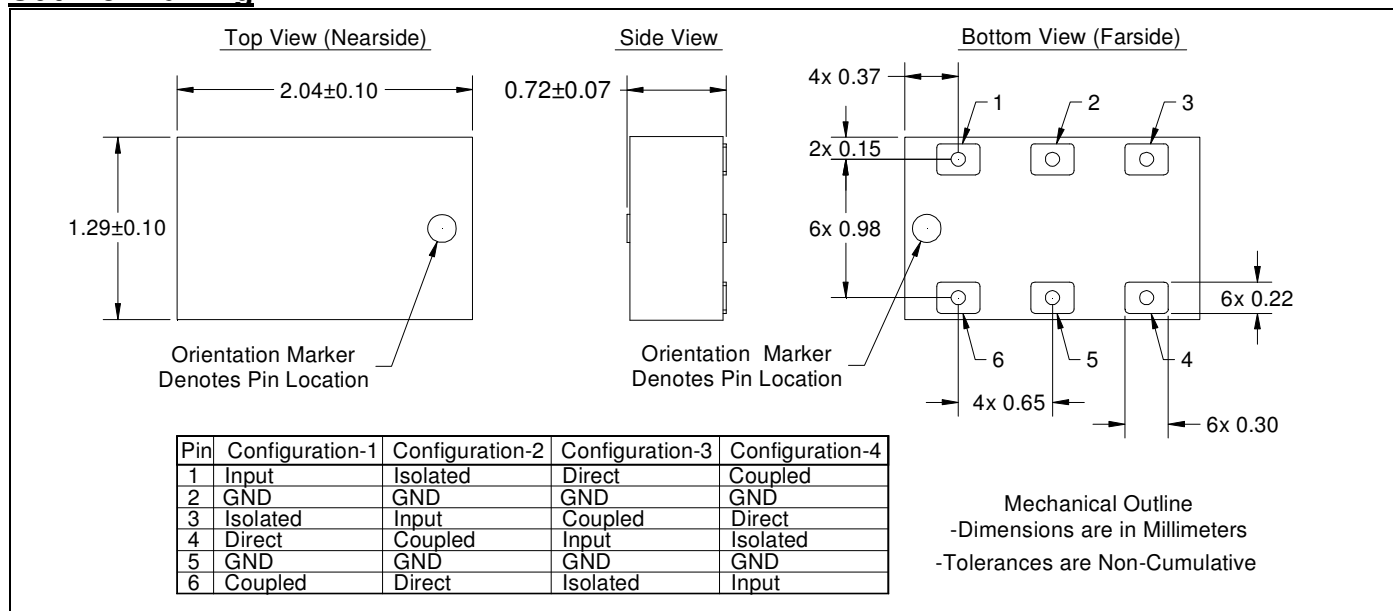 Top View (Nearside)
Side View
Bottom View (Farside)
2.04±0.10
0.72±0.07
4x 0.37
1
2
3
2x 0.15
1.29±0.10
6x 0.98
6x 0.22
Orientation Marker
Denotes Pin Location
Orientation Marker
Denotes Pin Location
6
5
4
4x 0.65
6x 0.30
Pin Configuration-1 Configuration-2 Configuration-3 Configuration-4
1 Input Isolated Direct Coupled
2 GND GND GND GND
3 Isolated Input Coupled Direct
4 Direct Coupled Input Isolated
5 GND GND GND GND
6 Coupled Direct Isolated Input
Mechanical Outline
-Dimensions are in Millimeters
-Tolerances are Non-Cumulative